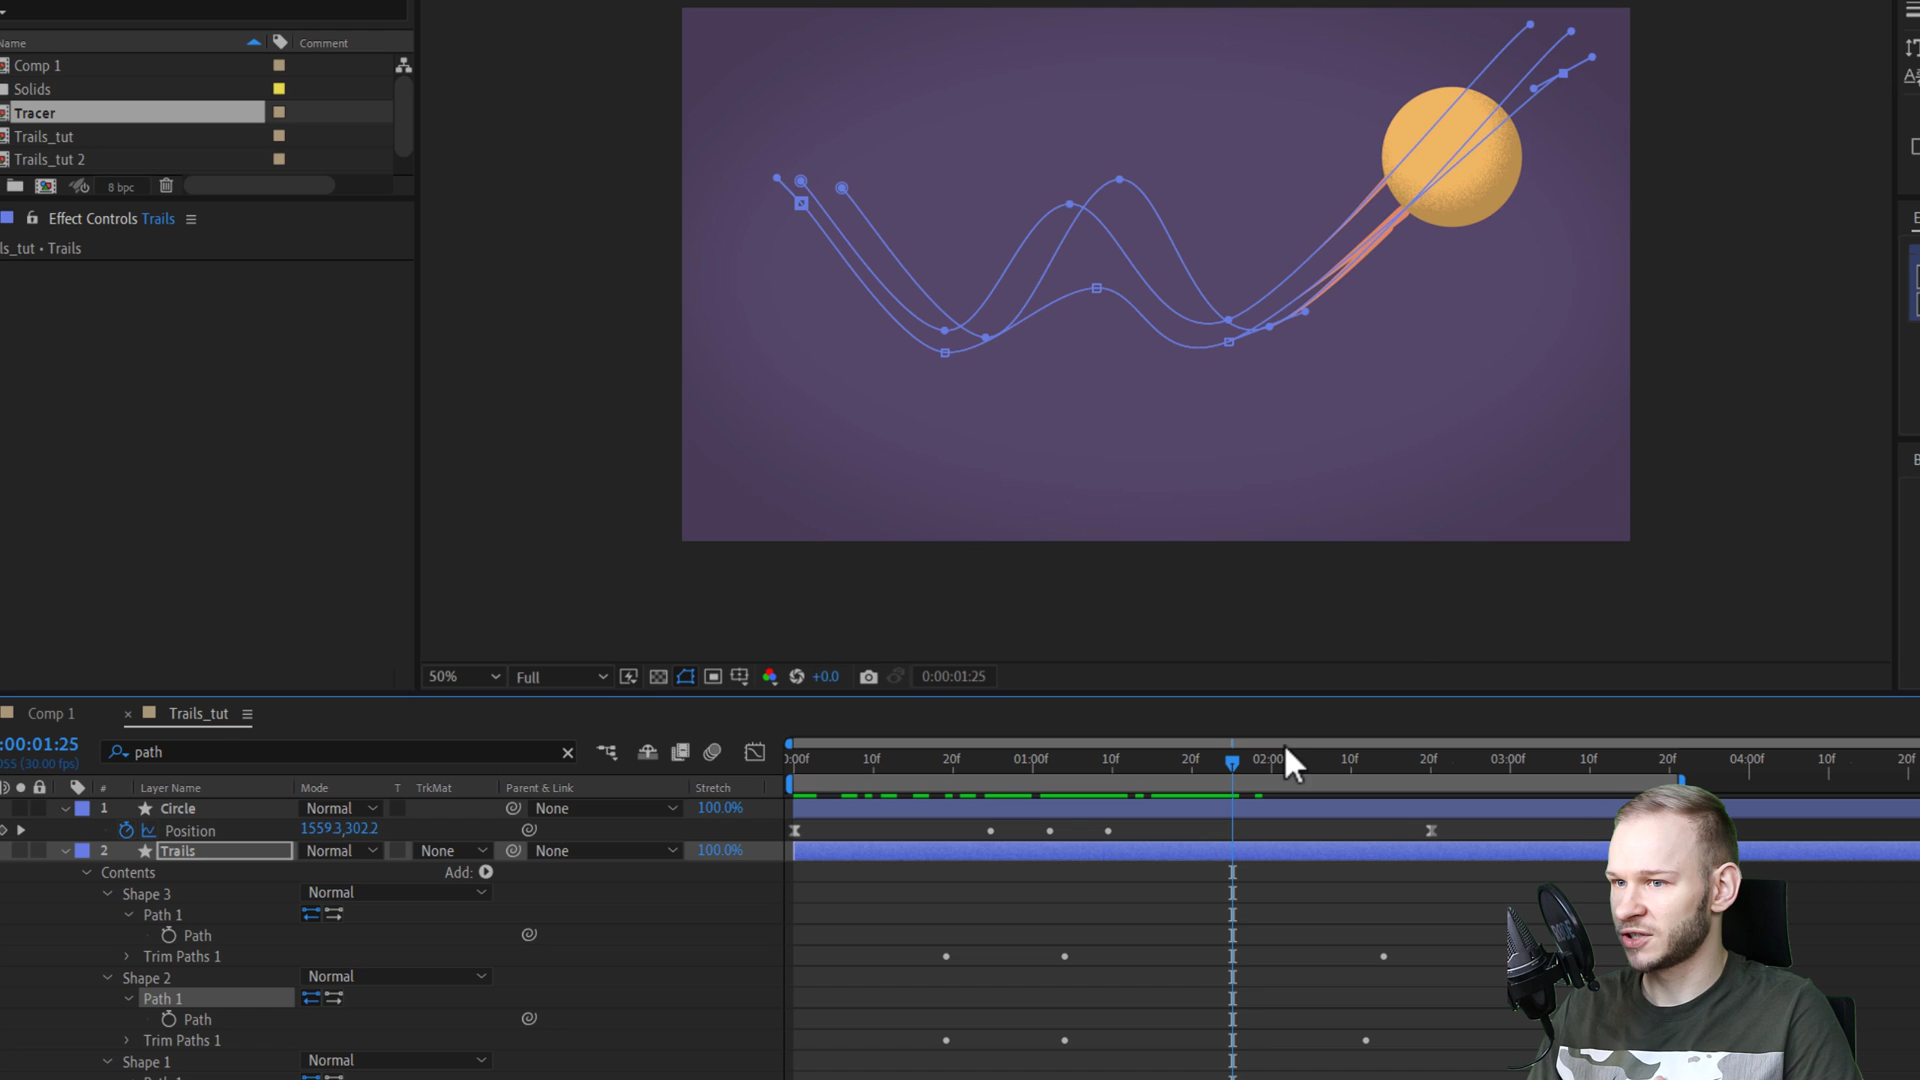 Name Comment
Comp 1
Solids
Tracer
Trails_tut
Trails_tut 2
8 bpc
Effect Controls Trails
ls_tut • Trails
50% Full +0.0 0:00:01:25
Comp 1 × Trails_tut
:00:01:25
055 (30.00 fps)
path
0:00f 10f 20f 01:00f 10f 20f 02:00 10f 20f 03:00f 10f 20f 04:00f 10f 20f
# Layer Name Mode T TrkMat Parent & Link Stretch
1 Circle Normal None 100.0%
Position 1559.3,302.2
2 Trails Normal None None 100.0%
Contents Add:
Shape 3 Normal
Path 1
Path
Trim Paths 1
Shape 2 Normal
Path 1
Path
Trim Paths 1
Shape 1 Normal